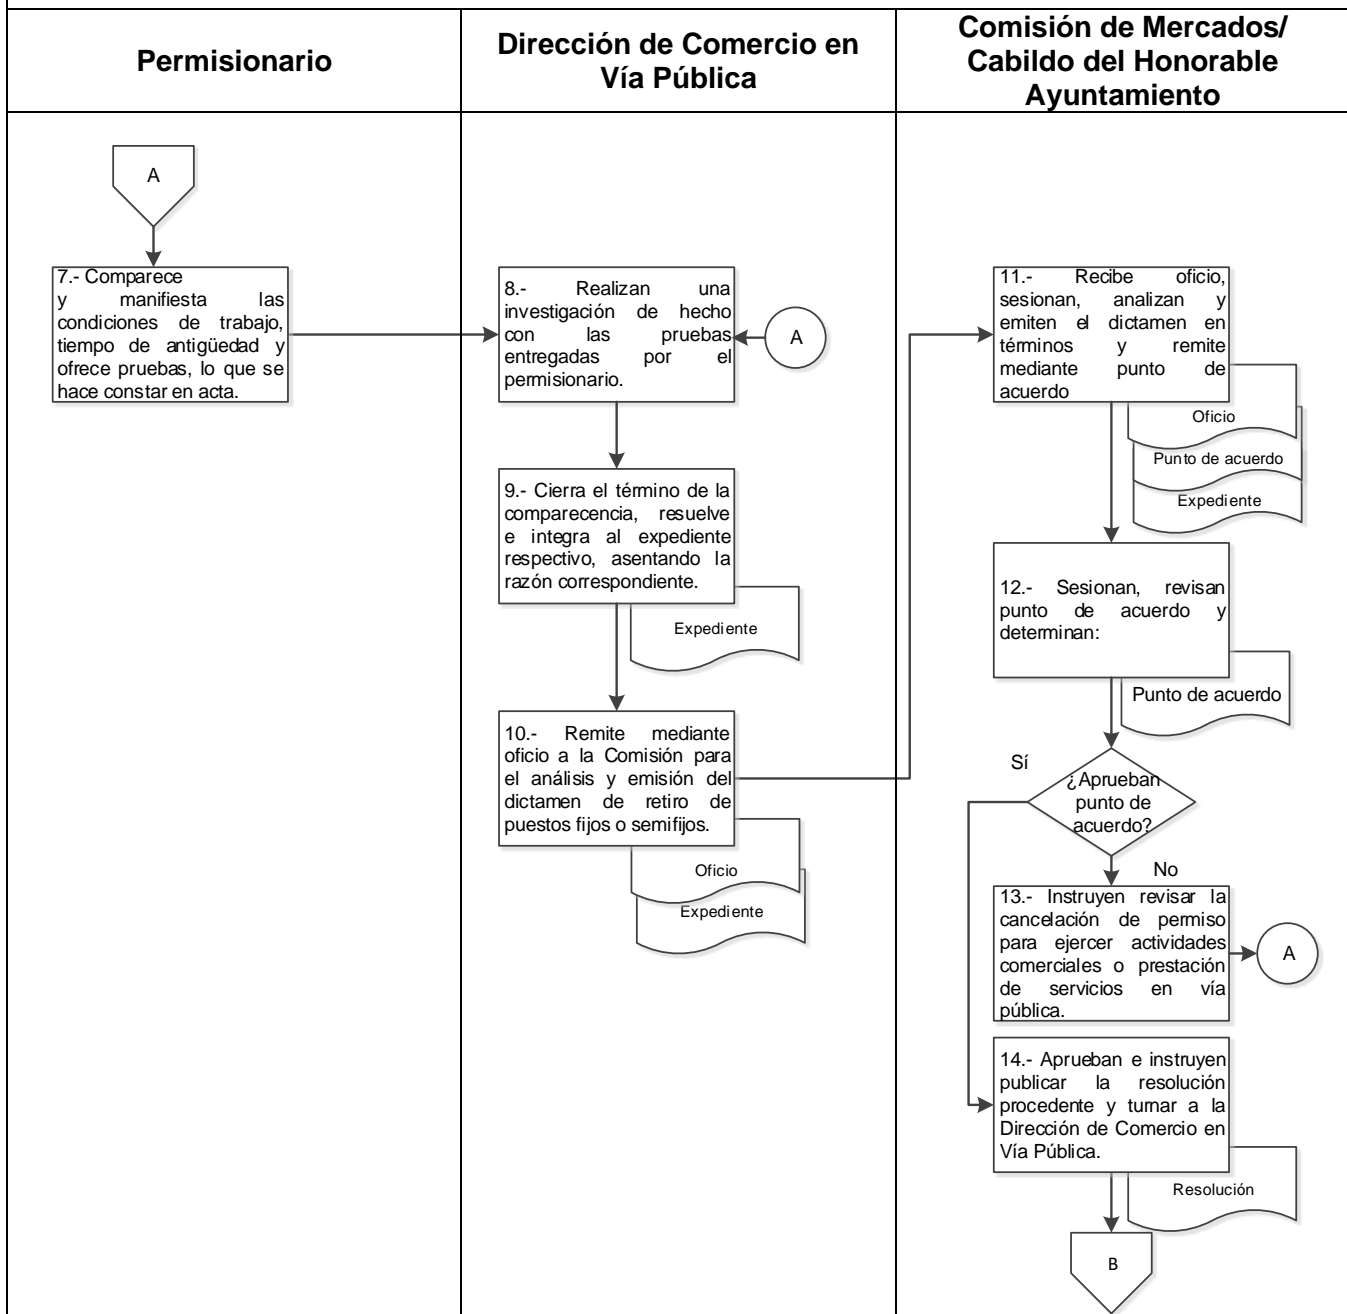 Permisionario
Dirección de Comercio en
Vía Pública
Comisión de Mercados/
Cabildo del Honorable
Ayuntamiento
A
7.- Comparece
y manifiesta las
condiciones de trabajo,
tiempo de antigüedad y
ofrece pruebas, lo que se
hace constar en acta.
8.- Realizan una
investigación de hecho
con las pruebas
entregadas por el
permisionario.
A
9.- Cierra el término de la
comparecencia, resuelve
e integra al expediente
respectivo, asentando la
razón correspondiente.
Expediente
10.- Remite mediante
oficio a la Comisión para
el análisis y emisión del
dictamen de retiro de
puestos fijos o semifijos.
Oficio
Expediente
11.- Recibe oficio,
sesionan, analizan y
emiten el dictamen en
términos y remite
mediante punto de
acuerdo
Oficio
Punto de acuerdo
Expediente
12.- Sesionan, revisan
punto de acuerdo y
determinan:
Punto de acuerdo
Sí
¿Aprueban
punto de
acuerdo?
No
13.- Instruyen revisar la
cancelación de permiso
para ejercer actividades
comerciales o prestación
de servicios en vía
pública.
A
14.- Aprueban e instruyen
publicar la resolución
procedente y turnar a la
Dirección de Comercio en
Vía Pública.
Resolución
B